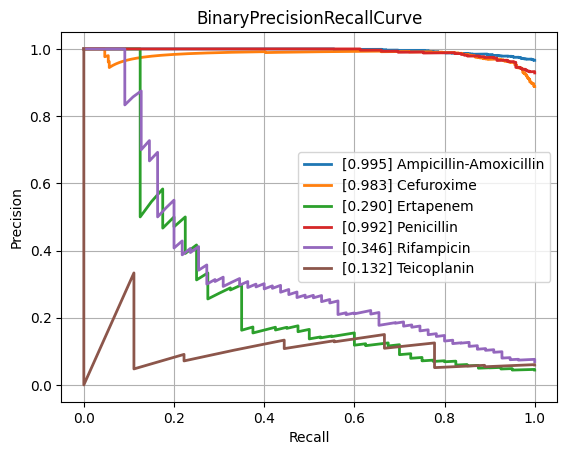 BinaryPrecisionRecallCurve
Precision
1.0
0.8
0.6
0.4
0.2
0.0
[0.995] Ampicillin-Amoxicillin
[0.983] Cefuroxime
[0.290] Ertapenem
[0.992] Penicillin
[0.346] Rifampicin
[0.132] Teicoplanin
0.0 0.2 0.4 0.6 0.8 1.0
Recall